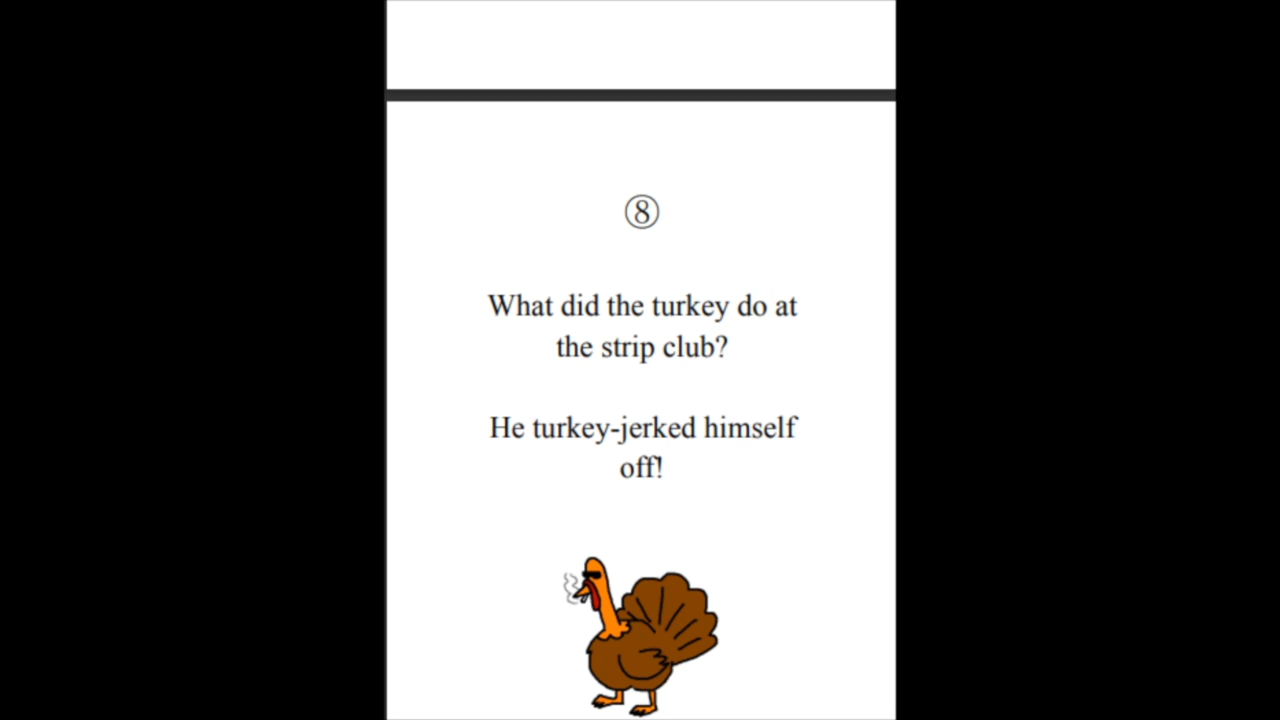 ⑧
What did the turkey do at
the strip club?
He turkey-jerked himself
off!